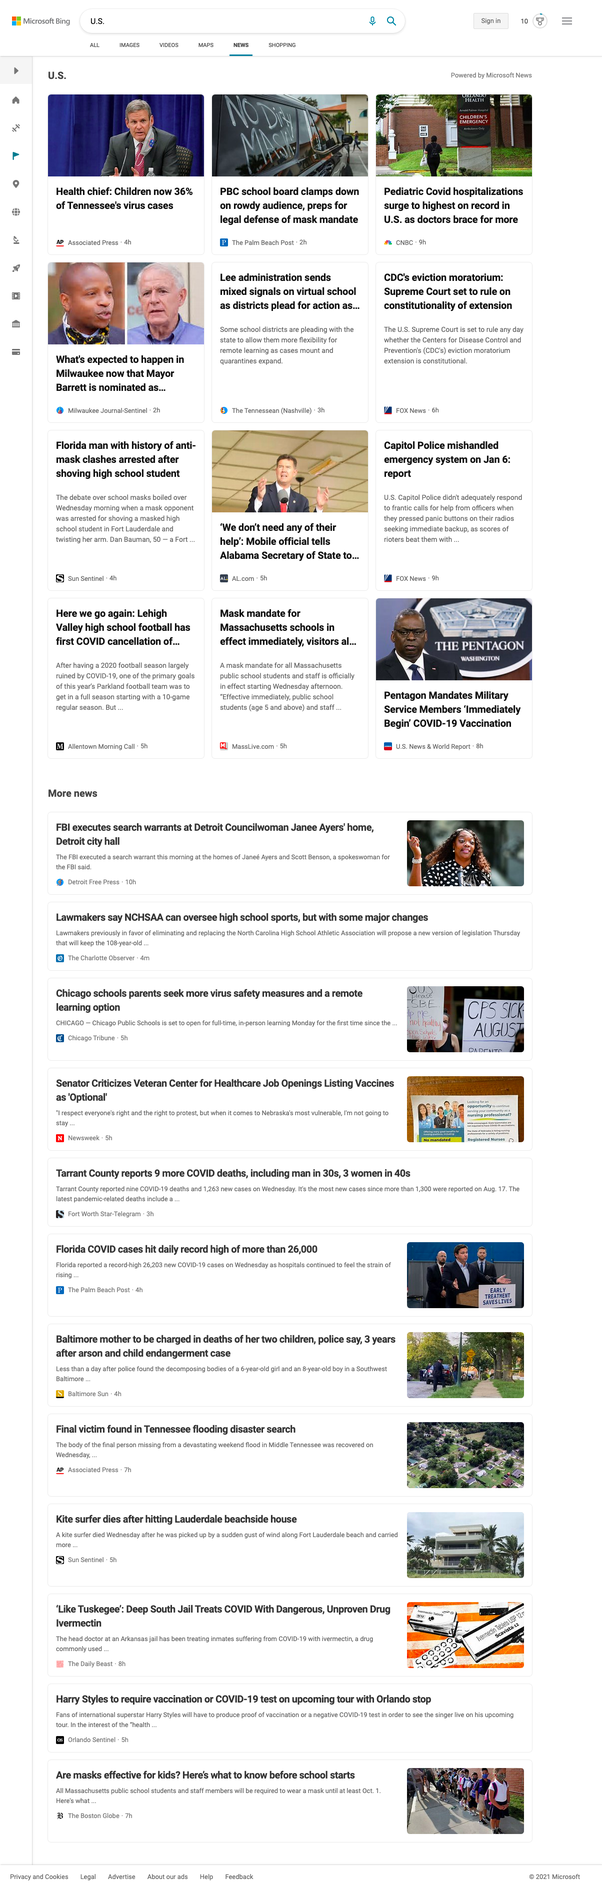 Microsoft Bing
U.S.
Sign in
10
ALL
IMAGES
VIDEOS
MAPS
NEWS
SHOPPING
U.S.
Powered by Microsoft News
Health chief: Children now 36%
of Tennessee's virus cases
AP Associated Press · 4h
NO
MA
PBC school board clamps down
on rowdy audience, preps for
legal defense of mask mandate
P The Palm Beach Post · 2h
HEALTH
CHILDREN'S
EMERGENCY
Pediatric Covid hospitalizations
surge to highest on record in
U.S. as doctors brace for more
CNBC · 9h
What's expected to happen in
Milwaukee now that Mayor
Barrett is nominated as...
Milwaukee Journal-Sentinel · 2h
Lee administration sends
mixed signals on virtual school
as districts plead for action as...
Some school districts are pleading with the
state to allow them more flexibility for
remote learning as cases mount and
quarantines expand.
The Tennessean (Nashville) · 3h
CDC's eviction moratorium:
Supreme Court set to rule on
constitutionality of extension
The U.S. Supreme Court is set to rule any day
whether the Centers for Disease Control and
Prevention's (CDC's) eviction moratorium
extension is constitutional.
FOX News · 6h
Florida man with history of anti-
mask clashes arrested after
shoving high school student
The debate over school masks boiled over
Wednesday morning when a mask opponent
was arrested for shoving a masked high
school student in Fort Lauderdale and
twisting her arm. Dan Bauman, 50 — a Fort ...
Sun Sentinel · 4h
'We don't need any of their
help': Mobile official tells
Alabama Secretary of State to...
AL.com · 5h
Capitol Police mishandled
emergency system on Jan 6:
report
U.S. Capitol Police didn't adequately respond
to frantic calls for help from officers when
they pressed panic buttons on their radios
seeking immediate backup, as scores of
rioters beat them with ...
FOX News · 9h
Here we go again: Lehigh
Valley high school football has
first COVID cancellation of...
After having a 2020 football season largely
ruined by COVID-19, one of the primary goals
of this year's Parkland football team was to
get in a full season starting with a 10-game
regular season. But ...
Allentown Morning Call · 5h
Mask mandate for
Massachusetts schools in
effect immediately, visitors al...
A mask mandate for all Massachusetts
public school students and staff is officially
in effect starting Wednesday afternoon.
"Effective immediately, public school
students (age 5 and above) and staff ...
MassLive.com · 5h
THE PENTAGON
WASHINGTON
Pentagon Mandates Military
Service Members 'Immediately
Begin' COVID-19 Vaccination
U.S. News & World Report · 8h
More news
FBI executes search warrants at Detroit Councilwoman Janee Ayers' home,
Detroit city hall
The FBI executed a search warrant this morning at the homes of Janeé Ayers and Scott Benson, a spokeswoman for
the FBI said.
Detroit Free Press · 10h
Lawmakers say NCHSAA can oversee high school sports, but with some major changes
Lawmakers previously in favor of eliminating and replacing the North Carolina High School Athletic Association will propose a new version of legislation Thursday
that will keep the 108-year-old ...
The Charlotte Observer · 4m
Chicago schools parents seek more virus safety measures and a remote
learning option
CHICAGO — Chicago Public Schools is set to open for full-time, in-person learning Monday for the first time since the ...
Chicago Tribune · 5h
CPS SICK
AUGUST
Senator Criticizes Veteran Center for Healthcare Job Openings Listing Vaccines
as 'Optional'
"I respect everyone's right and the right to protest, but when it comes to Nebraska's most vulnerable, I'm not going to
stay ...
N Newsweek · 5h
Tarrant County reports 9 more COVID deaths, including man in 30s, 3 women in 40s
Tarrant County reported nine COVID-19 deaths and 1,263 new cases on Wednesday. It's the most new cases since more than 1,300 were reported on Aug. 17. The
latest pandemic-related deaths include a ...
Fort Worth Star-Telegram · 3h
Florida COVID cases hit daily record high of more than 26,000
Florida reported a record-high 26,203 new COVID-19 cases on Wednesday as hospitals continued to feel the strain of
rising ...
P The Palm Beach Post · 4h
EARLY
TREATMENT
SAVES LIVES
Baltimore mother to be charged in deaths of her two children, police say, 3 years
after arson and child endangerment case
Less than a day after police found the decomposing bodies of a 6-year-old girl and an 8-year-old boy in a Southwest
Baltimore ...
Baltimore Sun · 4h
Final victim found in Tennessee flooding disaster search
The body of the final person missing from a devastating weekend flood in Middle Tennessee was recovered on
Wednesday, ...
AP Associated Press · 7h
Kite surfer dies after hitting Lauderdale beachside house
A kite surfer died Wednesday after he was picked up by a sudden gust of wind along Fort Lauderdale beach and carried
more ...
Sun Sentinel · 5h
'Like Tuskegee': Deep South Jail Treats COVID With Dangerous, Unproven Drug
Ivermectin
The head doctor at an Arkansas jail has been treating inmates suffering from COVID-19 with ivermectin, a drug
commonly used ...
The Daily Beast · 8h
Harry Styles to require vaccination or COVID-19 test on upcoming tour with Orlando stop
Fans of international superstar Harry Styles will have to produce proof of vaccination or a negative COVID-19 test in order to see the singer live on his upcoming
tour. In the interest of the "health ...
OS Orlando Sentinel · 5h
Are masks effective for kids? Here's what to know before school starts
All Massachusetts public school students and staff members will be required to wear a mask until at least Oct. 1.
Here's what ...
B The Boston Globe · 7h
Privacy and Cookies
Legal
Advertise
About our ads
Help
Feedback
© 2021 Microsoft